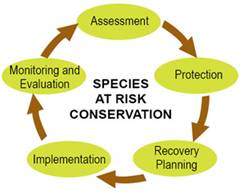 Assessment
Protection
Recovery
Planning
Implementation
Monitoring and
Evaluation
SPECIES
AT RISK
CONSERVATION